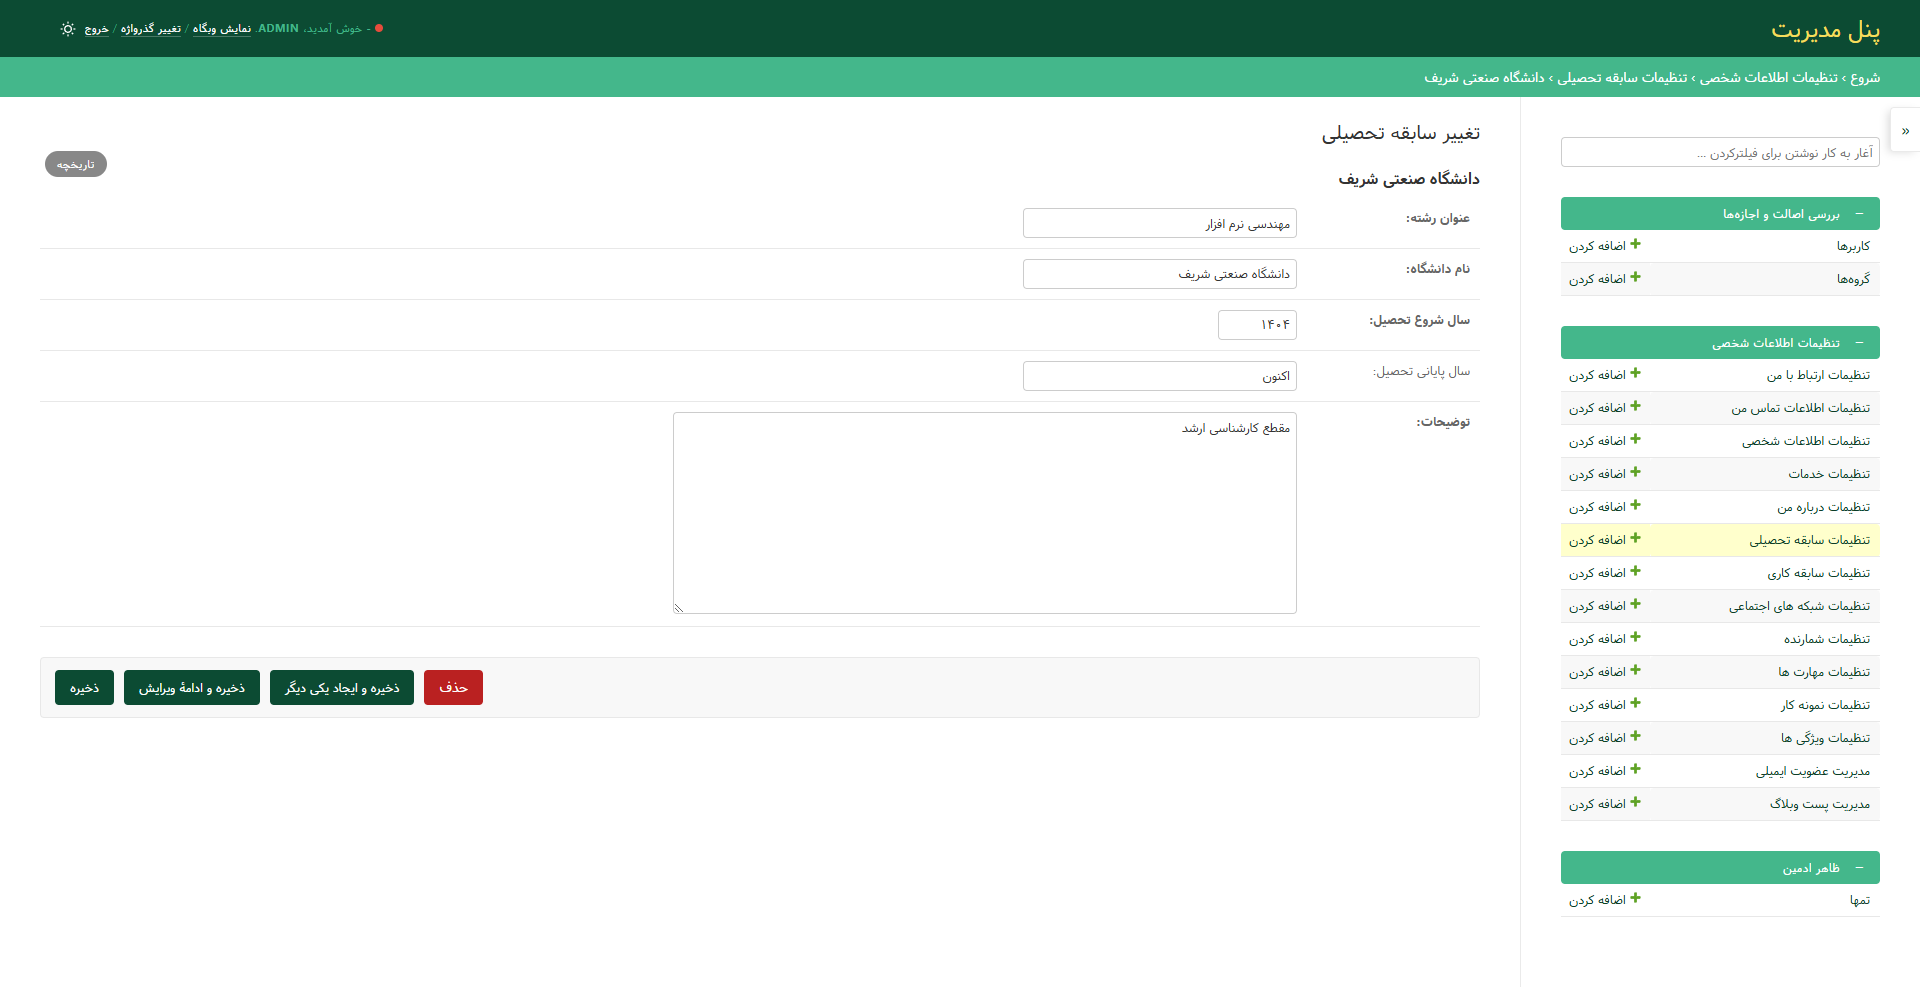 پنل مدیریت
- خوش آمدید، ADMIN. نمایش وبگاه / تغییر گذرواژه / خروج
شروع › تنظیمات اطلاعات شخصی › تنظیمات سابقه تحصیلی › دانشگاه صنعتی شریف
»
آغار به کار نوشتن برای فیلترکردن ...
– بررسی اصالت و اجازه‌ها
کاربرها اضافه کردن
گروه‌ها اضافه کردن
– تنظیمات اطلاعات شخصی
تنظیمات ارتباط با من اضافه کردن
تنظیمات اطلاعات تماس من اضافه کردن
تنظیمات اطلاعات شخصی اضافه کردن
تنظیمات خدمات اضافه کردن
تنظیمات درباره من اضافه کردن
تنظیمات سابقه تحصیلی اضافه کردن
تنظیمات سابقه کاری اضافه کردن
تنظیمات شبکه های اجتماعی اضافه کردن
تنظیمات شمارنده اضافه کردن
تنظیمات مهارت ها اضافه کردن
تنظیمات نمونه کار اضافه کردن
تنظیمات ویژگی ها اضافه کردن
مدیریت عضویت ایمیلی اضافه کردن
مدیریت پست وبلاگ اضافه کردن
– ظاهر ادمین
تمها اضافه کردن
تغییر سابقه تحصیلی
تاریخچه
دانشگاه صنعتی شریف
عنوان رشته: مهندسی نرم افزار
نام دانشگاه: دانشگاه صنعتی شریف
سال شروع تحصیل: ۱۴۰۴
سال پایانی تحصیل: اکنون
توضیحات: مقطع کارشناسی ارشد
حذف ذخیره و ایجاد یکی دیگر ذخیره و ادامهٔ ویرایش ذخیره